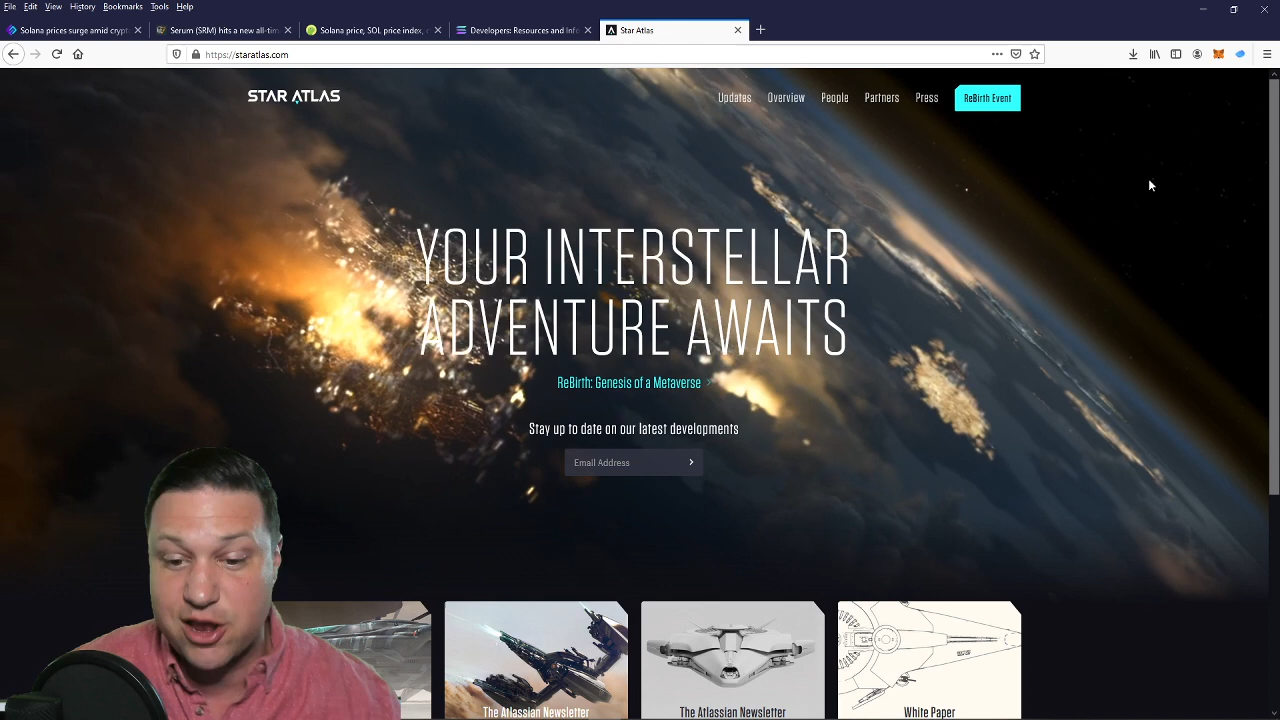 File Edit View History Bookmarks Tools Help
Solana prices surge amid crypt
Serum (SRM) hits a new all-tim
Solana price, SOL price index,
Developers: Resources and Info
Star Atlas
https://staratlas.com
STAR ATLAS
Updates Overview People Partners Press ReBirth Event
YOUR INTERSTELLAR
ADVENTURE AWAITS
ReBirth: Genesis of a Metaverse
Stay up to date on our latest developments
Email Address
The Atlassian Newsletter
The Atlassian Newsletter
White Paper